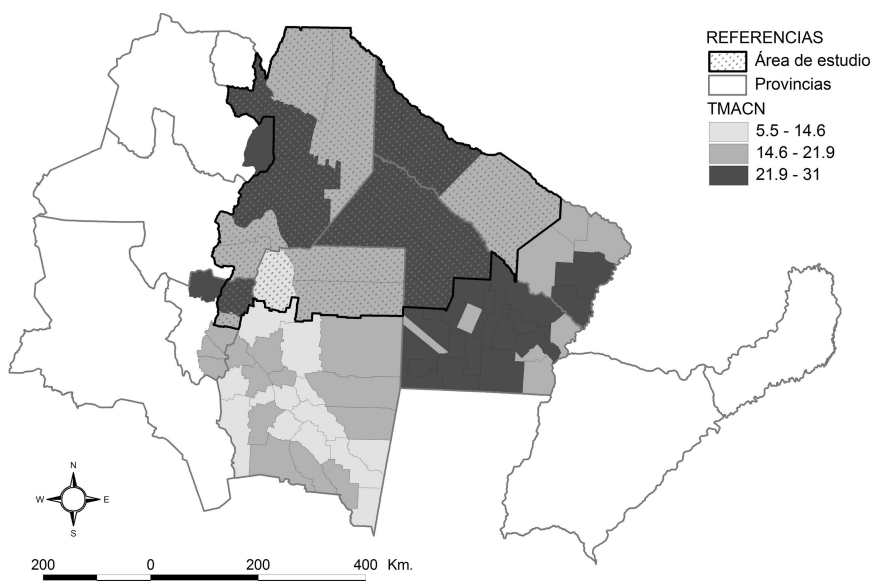 REFERENCIAS
Área de estudio
Provincias
TMACN
5.5 - 14.6
14.6 - 21.9
21.9 - 31
N
W E
S
200 0 200 400 Km.